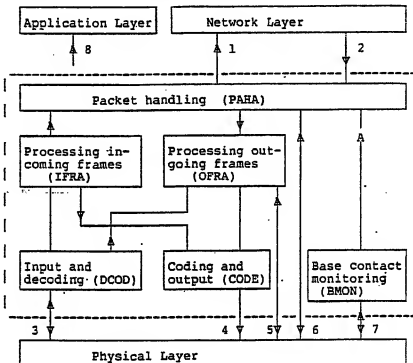 Application Layer
Network Layer
8
1
2
Packet handling (PAHA)
Processing in-
coming frames
(IFRA)
Processing out-
going frames
(OFRA)
Input and
decoding (DCOD)
Coding and
output (CODE)
Base contact
monitoring
(BMON)
3
4
5
6
7
Physical Layer